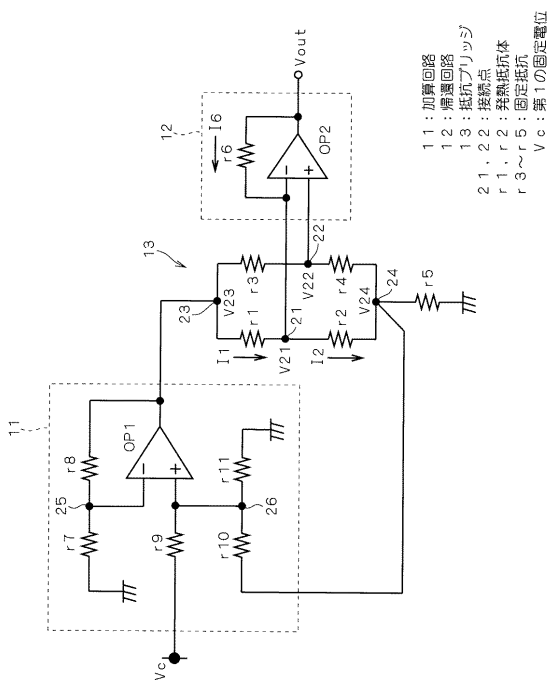 11
r8
25
r7
OP1
r9
r11
26
r10
Vc
13
23
V23
I1
r1
r3
21
V21
V22
22
I2
r2
r4
V24
24
r5
12
I6
r6
OP2
Vout
11：加算回路
12：帰還回路
13：抵抗ブリッジ
21，22：接続点
r1，r2：発熱抵抗体
r3～r5：固定抵抗
Vc：第１の固定電位